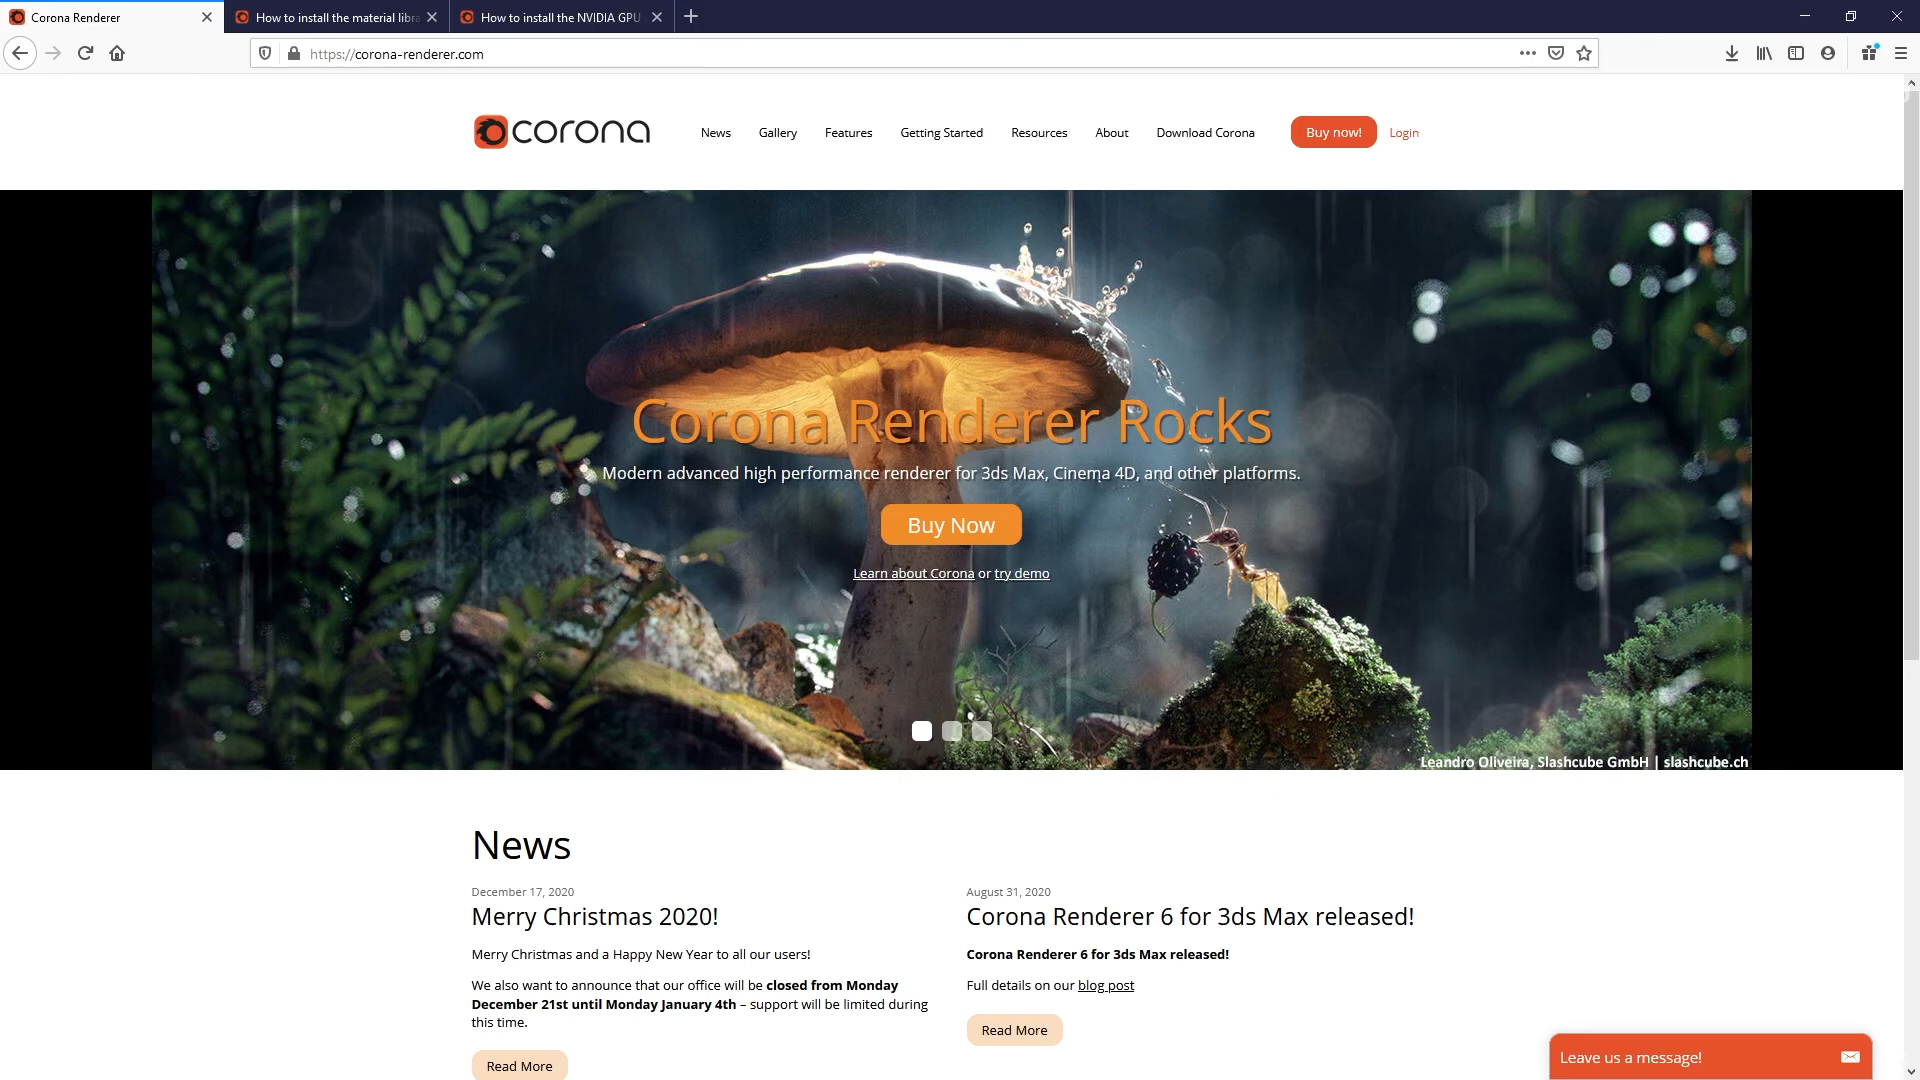 Corona Renderer
How to install the material libra
How to install the NVIDIA GPU
https://corona-renderer.com
corona
News
Gallery
Features
Getting Started
Resources
About
Download Corona
Buy now!
Login
Corona Renderer Rocks
Modern advanced high performance renderer for 3ds Max, Cinema 4D, and other platforms.
Buy Now
Learn about Corona or try demo
Leandro Oliveira, Slashcube GmbH | slashcube.ch
News
December 17, 2020
Merry Christmas 2020!
Merry Christmas and a Happy New Year to all our users!
We also want to announce that our office will be closed from Monday
December 21st until Monday January 4th – support will be limited during
this time.
Read More
August 31, 2020
Corona Renderer 6 for 3ds Max released!
Corona Renderer 6 for 3ds Max released!
Full details on our blog post
Read More
Leave us a message!